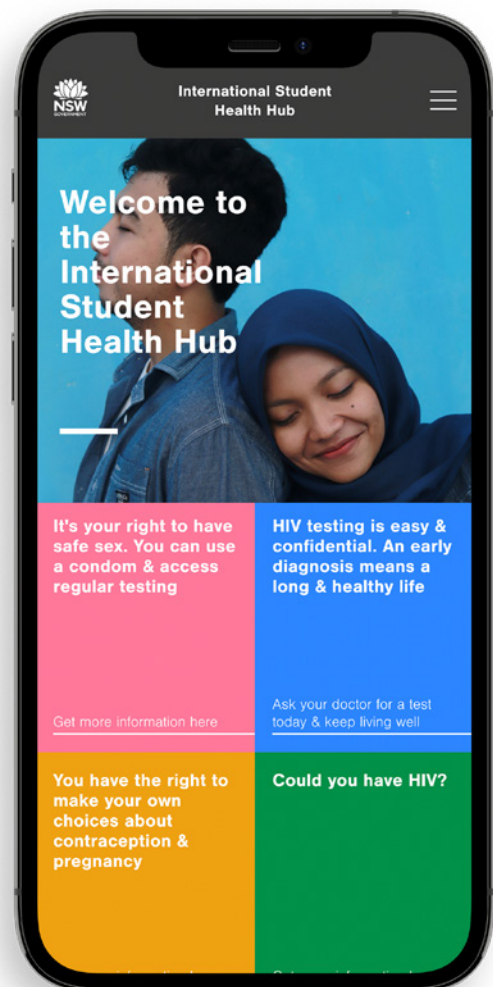 NSW
GOVERNMENT
International Student
Health Hub
Welcome to
the
International
Student
Health Hub
It's your right to have
safe sex. You can use
a condom & access
regular testing
Get more information here
HIV testing is easy &
confidential. An early
diagnosis means a
long & healthy life
Ask your doctor for a test
today & keep living well
You have the right to
make your own
choices about
contraception &
pregnancy
Could you have HIV?